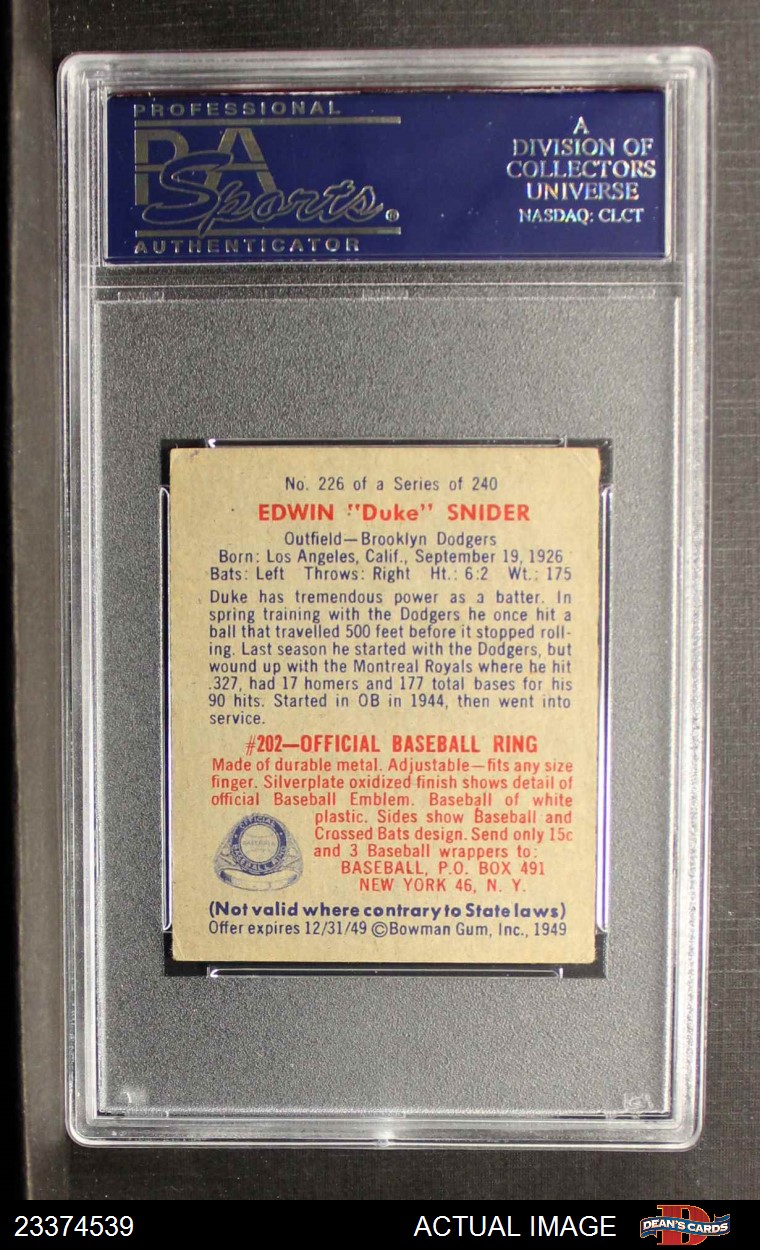 PROFESSIONAL
PSA
Sports®
AUTHENTICATOR
A
DIVISION OF
COLLECTORS
UNIVERSE
NASDAQ: CLCT
No. 226 of a Series of 240
EDWIN "Duke" SNIDER
Outfield—Brooklyn Dodgers
Born: Los Angeles, Calif., September 19, 1926
Bats: Left Throws: Right Ht.: 6:2 Wt.: 175
Duke has tremendous power as a batter. In
spring training with the Dodgers he once hit a
ball that travelled 500 feet before it stopped roll-
ing. Last season he started with the Dodgers, but
wound up with the Montreal Royals where he hit
.327, had 17 homers and 177 total bases for his
90 hits. Started in OB in 1944, then went into
service.
#202—OFFICIAL BASEBALL RING
Made of durable metal. Adjustable—fits any size
finger. Silverplate oxidized finish shows detail of
official Baseball Emblem. Baseball of white
plastic. Sides show Baseball and
Crossed Bats design. Send only 15c
and 3 Baseball wrappers to:
BASEBALL, P.O. BOX 491
NEW YORK 46, N. Y.
OFFICIAL
BASEBALL RING
(Not valid where contrary to State laws)
Offer expires 12/31/49 ©Bowman Gum, Inc., 1949
23374539
ACTUAL IMAGE
D
DEAN'S CARDS